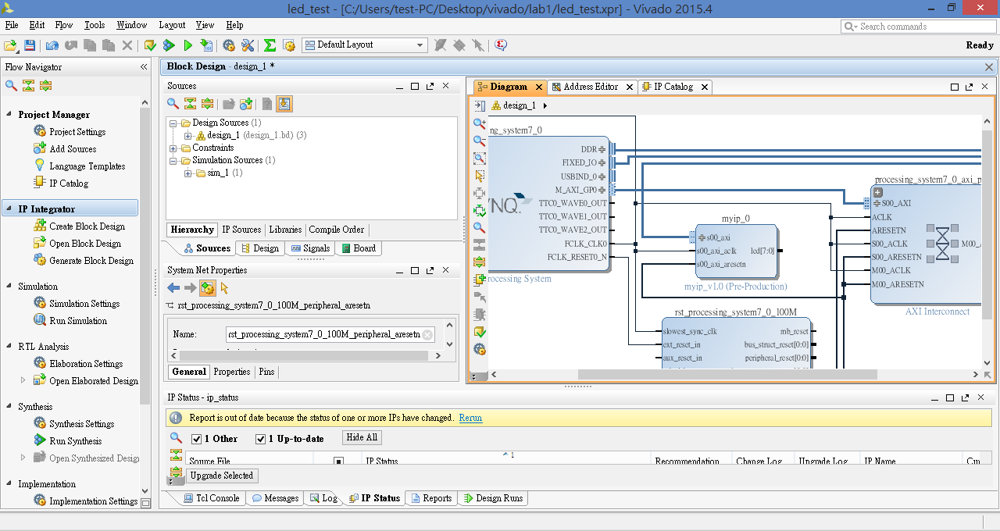 led_test - [C:/Users/test-PC/Desktop/vivado/lab1/led_test.xpr] - Vivado 2015.4
File Edit Flow Tools Window Layout View Help
Search commands
Default Layout
Ready
Flow Navigator
Project Manager
Project Settings
Add Sources
Language Templates
IP Catalog
IP Integrator
Create Block Design
Open Block Design
Generate Block Design
Simulation
Simulation Settings
Run Simulation
RTL Analysis
Elaboration Settings
Open Elaborated Design
Synthesis
Synthesis Settings
Run Synthesis
Open Synthesized Design
Implementation
Implementation Settings
Block Design - design_1 *
Sources
Design Sources (1)
design_1 (design_1.bd) (3)
Constraints
Simulation Sources (1)
sim_1 (1)
Hierarchy IP Sources Libraries Compile Order
Sources Design Signals Board
System Net Properties
rst_processing_system7_0_100M_peripheral_aresetn
Name: rst_processing_system7_0_100M_peripheral_aresetn
General Properties Pins
Diagram Address Editor IP Catalog
design_1
ng_system7_0
DDR
FIXED_IO
USBIND_0
M_AXI_GP0
TTC0_WAVE0_OUT
TTC0_WAVE1_OUT
TTC0_WAVE2_OUT
FCLK_CLK0
FCLK_RESET0_N
YNQ
rocessing System
myip_0
s00_axi
s00_axi_aclk led[7:0]
s00_axi_aresetn
myip_v1.0 (Pre-Production)
processing_system7_0_axi_p
S00_AXI
ACLK
ARESETN
S00_ACLK M00_A
S00_ARESETN
M00_ACLK
M00_ARESETN
AXI Interconnect
rst_processing_system7_0_100M
slowest_sync_clk mb_reset
ext_reset_in bus_struct_reset[0:0]
aux_reset_in peripheral_reset[0:0]
IP Status - ip_status
Report is out of date because the status of one or more IPs have changed. Rerun
1 Other 1 Up-to-date Hide All
Source File IP Status 1 Recommendation Change Log Upgrade Log IP Name Cu
Upgrade Selected
Tcl Console Messages Log IP Status Reports Design Runs